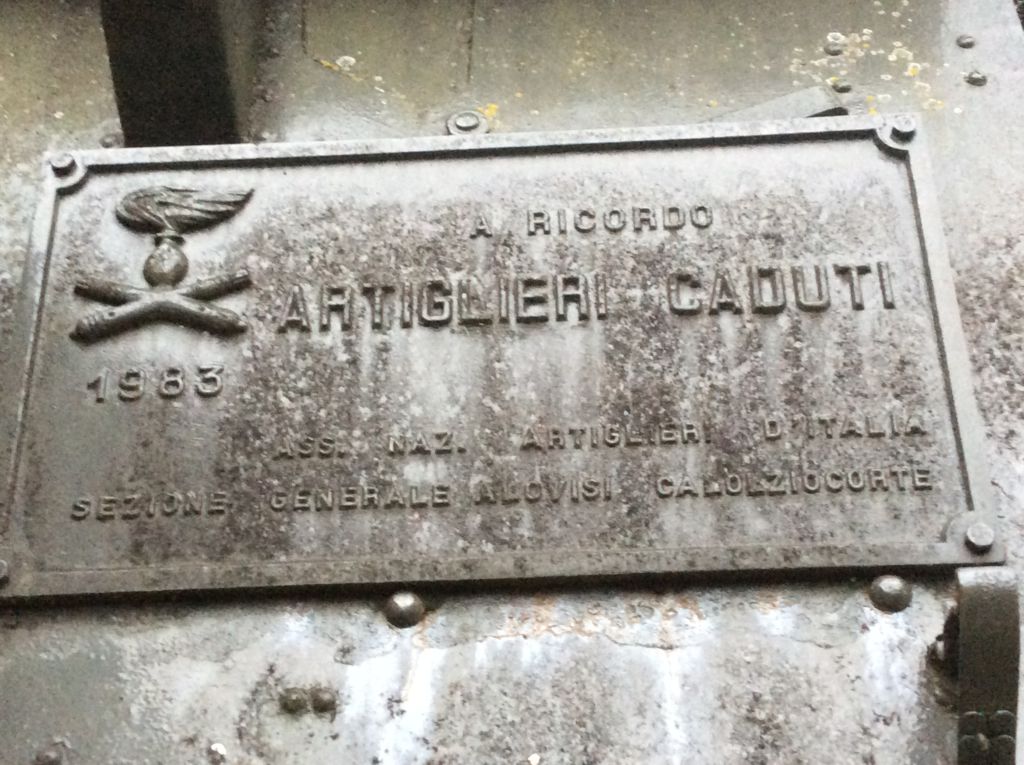 A RICORDO
ARTIGLIERI CADUTI
1983
ASS. NAZ. ARTIGLIERI D'ITALIA
SEZIONE GENERALE ALOVISI CALOLZIOCORTE